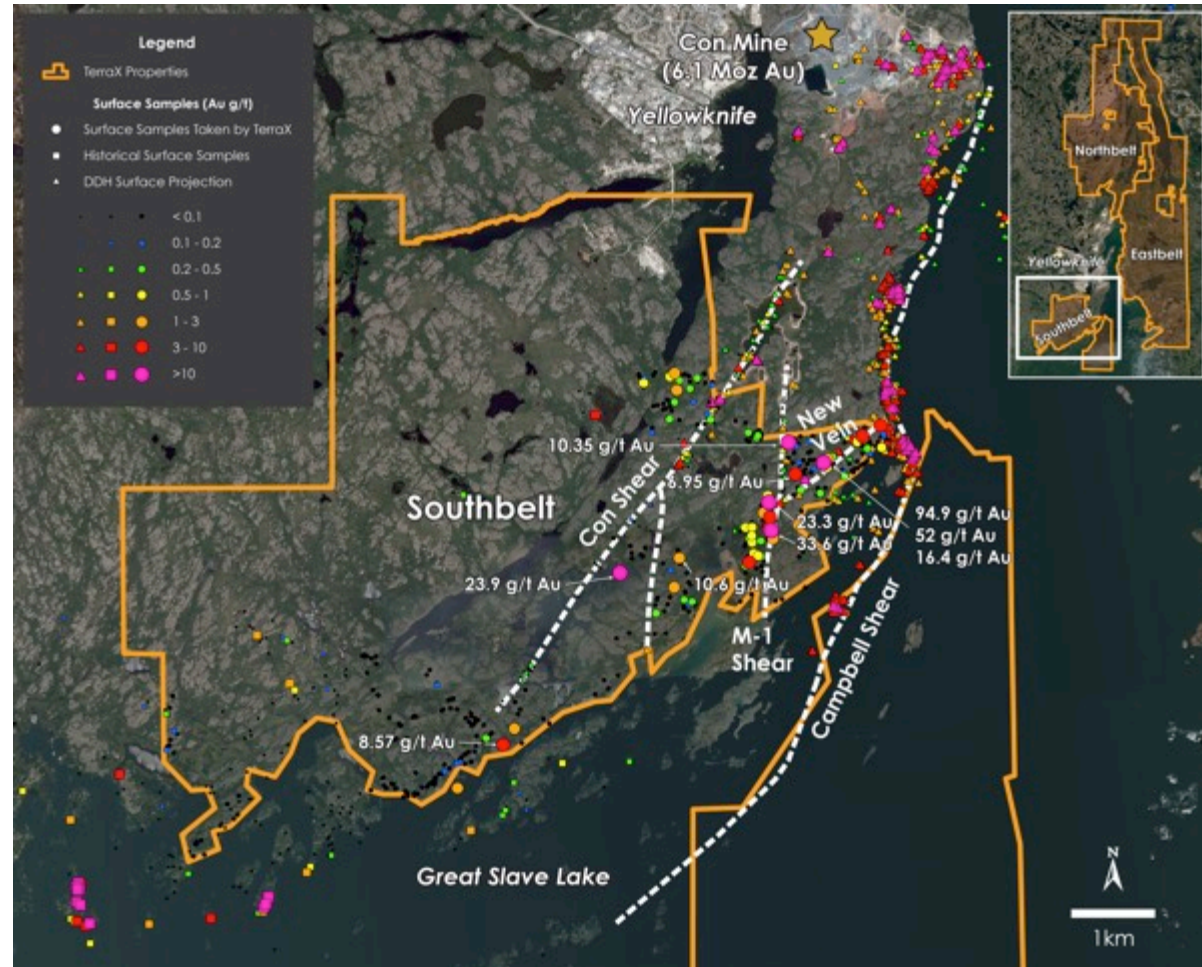 Legend
TerraX Properties
Surface Samples (Au g/t)
Surface Samples Taken by TerraX
Historical Surface Samples
DDH Surface Projection
< 0.1
0.1 - 0.2
0.2 - 0.5
0.5 - 1
1 - 3
3 - 10
>10
Con Mine
(6.1 Moz Au)
Yellowknife
Northbelt
Eastbelt
Yellowknife
Southbelt
New
Vein
10.35 g/t Au
6.95 g/t Au
Con Shear
Southbelt
23.3 g/t Au
33.6 g/t Au
94.9 g/t Au
52 g/t Au
16.4 g/t Au
23.9 g/t Au
10.6 g/t Au
M-1
Shear
Campbell Shear
8.57 g/t Au
Great Slave Lake
N
1km